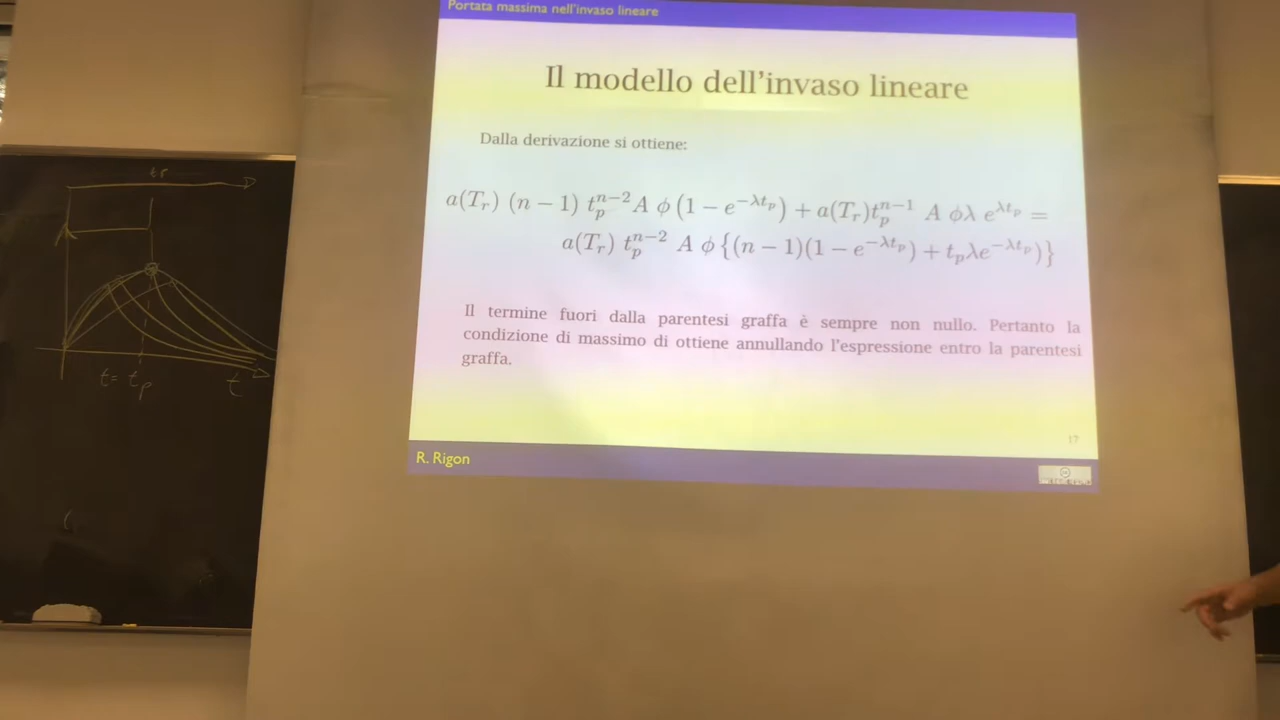 Portata massima nell'invaso lineare
Il modello dell'invaso lineare
Dalla derivazione si ottiene:
a(T_r) (n − 1) t_p^{n−2} A ϕ (1 − e^{−λt_p}) + a(T_r)t_p^{n−1} A ϕλ e^{λt_p} =
a(T_r) t_p^{n−2} A ϕ {(n − 1)(1 − e^{−λt_p}) + t_pλe^{−λt_p})}
Il termine fuori dalla parentesi graffa è sempre non nullo. Pertanto la
condizione di massimo di ottiene annullando l'espressione entro la parentesi
graffa.
17
R. Rigon
tr
t = t_p
t